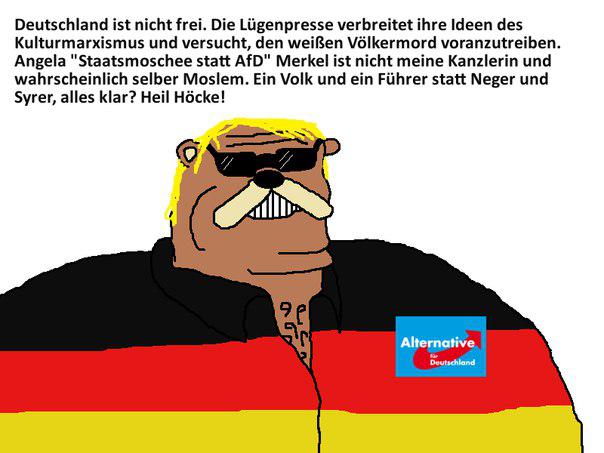 Deutschland ist nicht frei. Die Lügenpresse verbreitet ihre Ideen des
Kulturmarxismus und versucht, den weißen Völkermord voranzutreiben.
Angela "Staatsmoschee statt AfD" Merkel ist nicht meine Kanzlerin und
wahrscheinlich selber Moslem. Ein Volk und ein Führer statt Neger und
Syrer, alles klar? Heil Höcke!
Alternative
für
Deutschland